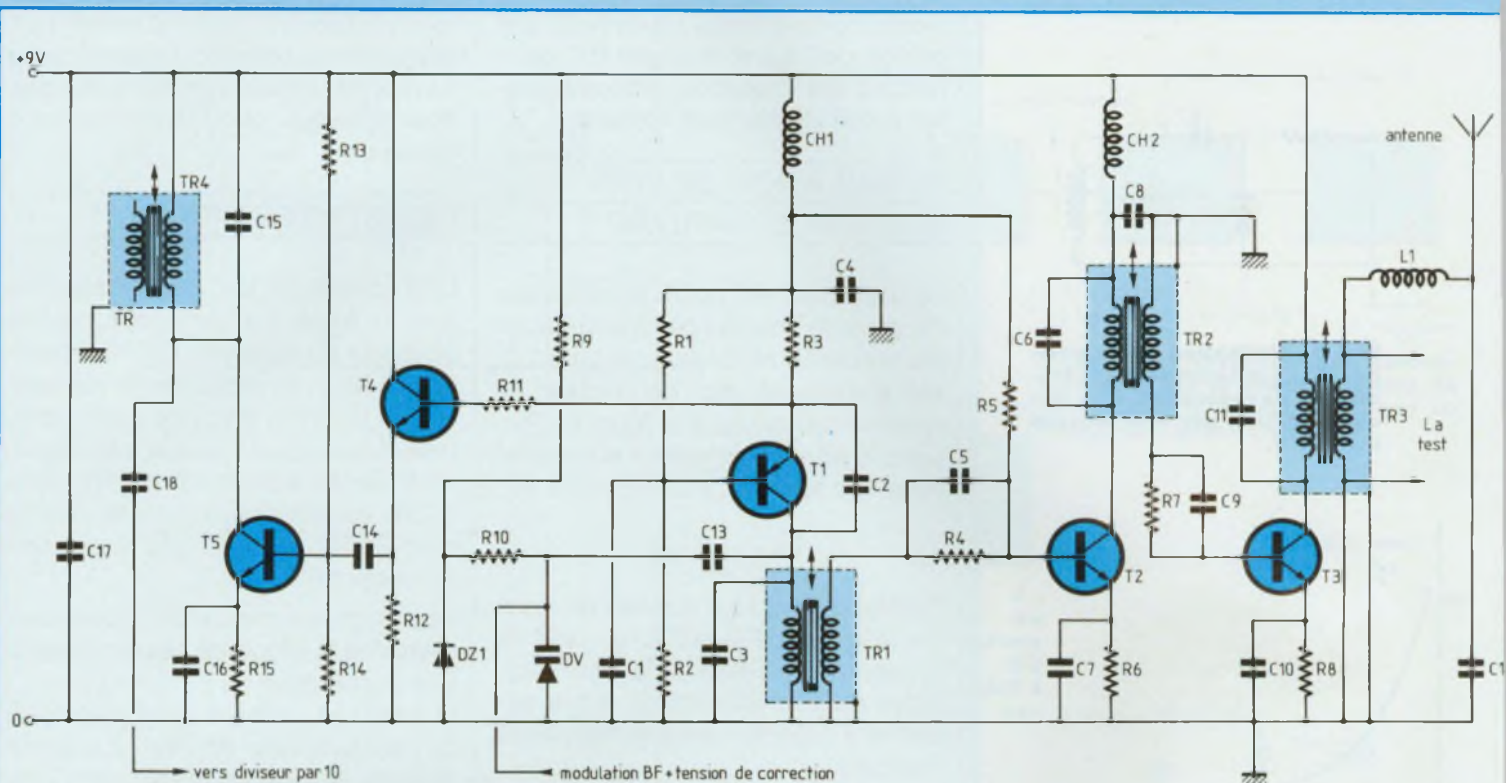 +9V
antenne
CH1
CH2
R13
C8
TR4
C15
L1
C4
TR
R9
R1
R3
C6
TR2
T4
R11
R5
C11
TR3
La
test
T1
C5
C18
C2
R7
C9
C17
T5
C14
R10
C13
R4
T2
T3
R12
C16
R15
R14
DZ1
DV
C1
R2
C3
TR1
C7
R6
C10
R8
C1
0
vers diviseur par 10
modulation BF + tension de correction